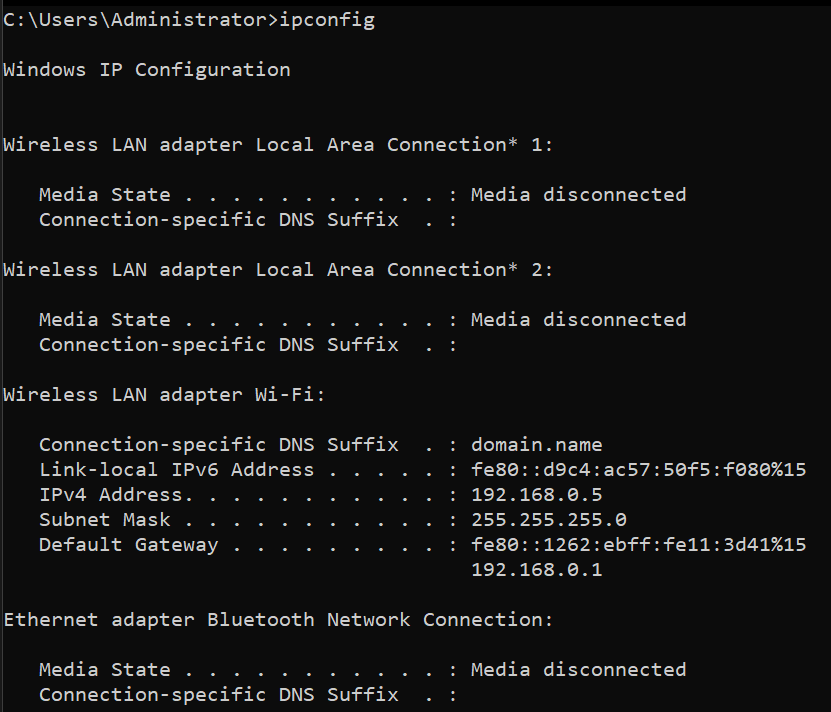 C:\Users\Administrator>ipconfig
Windows IP Configuration
Wireless LAN adapter Local Area Connection* 1:
   Media State . . . . . . . . . . . : Media disconnected
   Connection-specific DNS Suffix  . :
Wireless LAN adapter Local Area Connection* 2:
   Media State . . . . . . . . . . . : Media disconnected
   Connection-specific DNS Suffix  . :
Wireless LAN adapter Wi-Fi:
   Connection-specific DNS Suffix  . : domain.name
   Link-local IPv6 Address . . . . . : fe80::d9c4:ac57:50f5:f080%15
   IPv4 Address. . . . . . . . . . . : 192.168.0.5
   Subnet Mask . . . . . . . . . . . : 255.255.255.0
   Default Gateway . . . . . . . . . : fe80::1262:ebff:fe11:3d41%15
                                       192.168.0.1
Ethernet adapter Bluetooth Network Connection:
   Media State . . . . . . . . . . . : Media disconnected
   Connection-specific DNS Suffix  . :